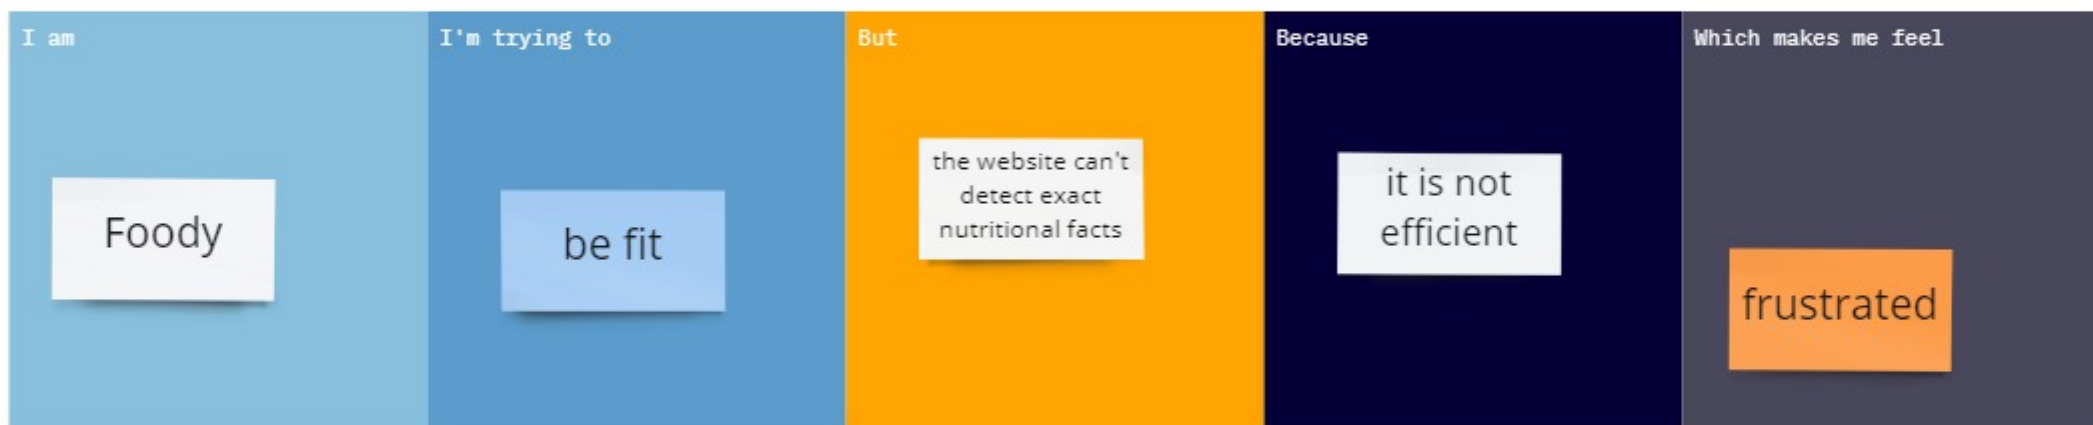 I am
Foody
I'm trying to
be fit
But
the website can't
detect exact
nutritional facts
Because
it is not
efficient
Which makes me feel
frustrated